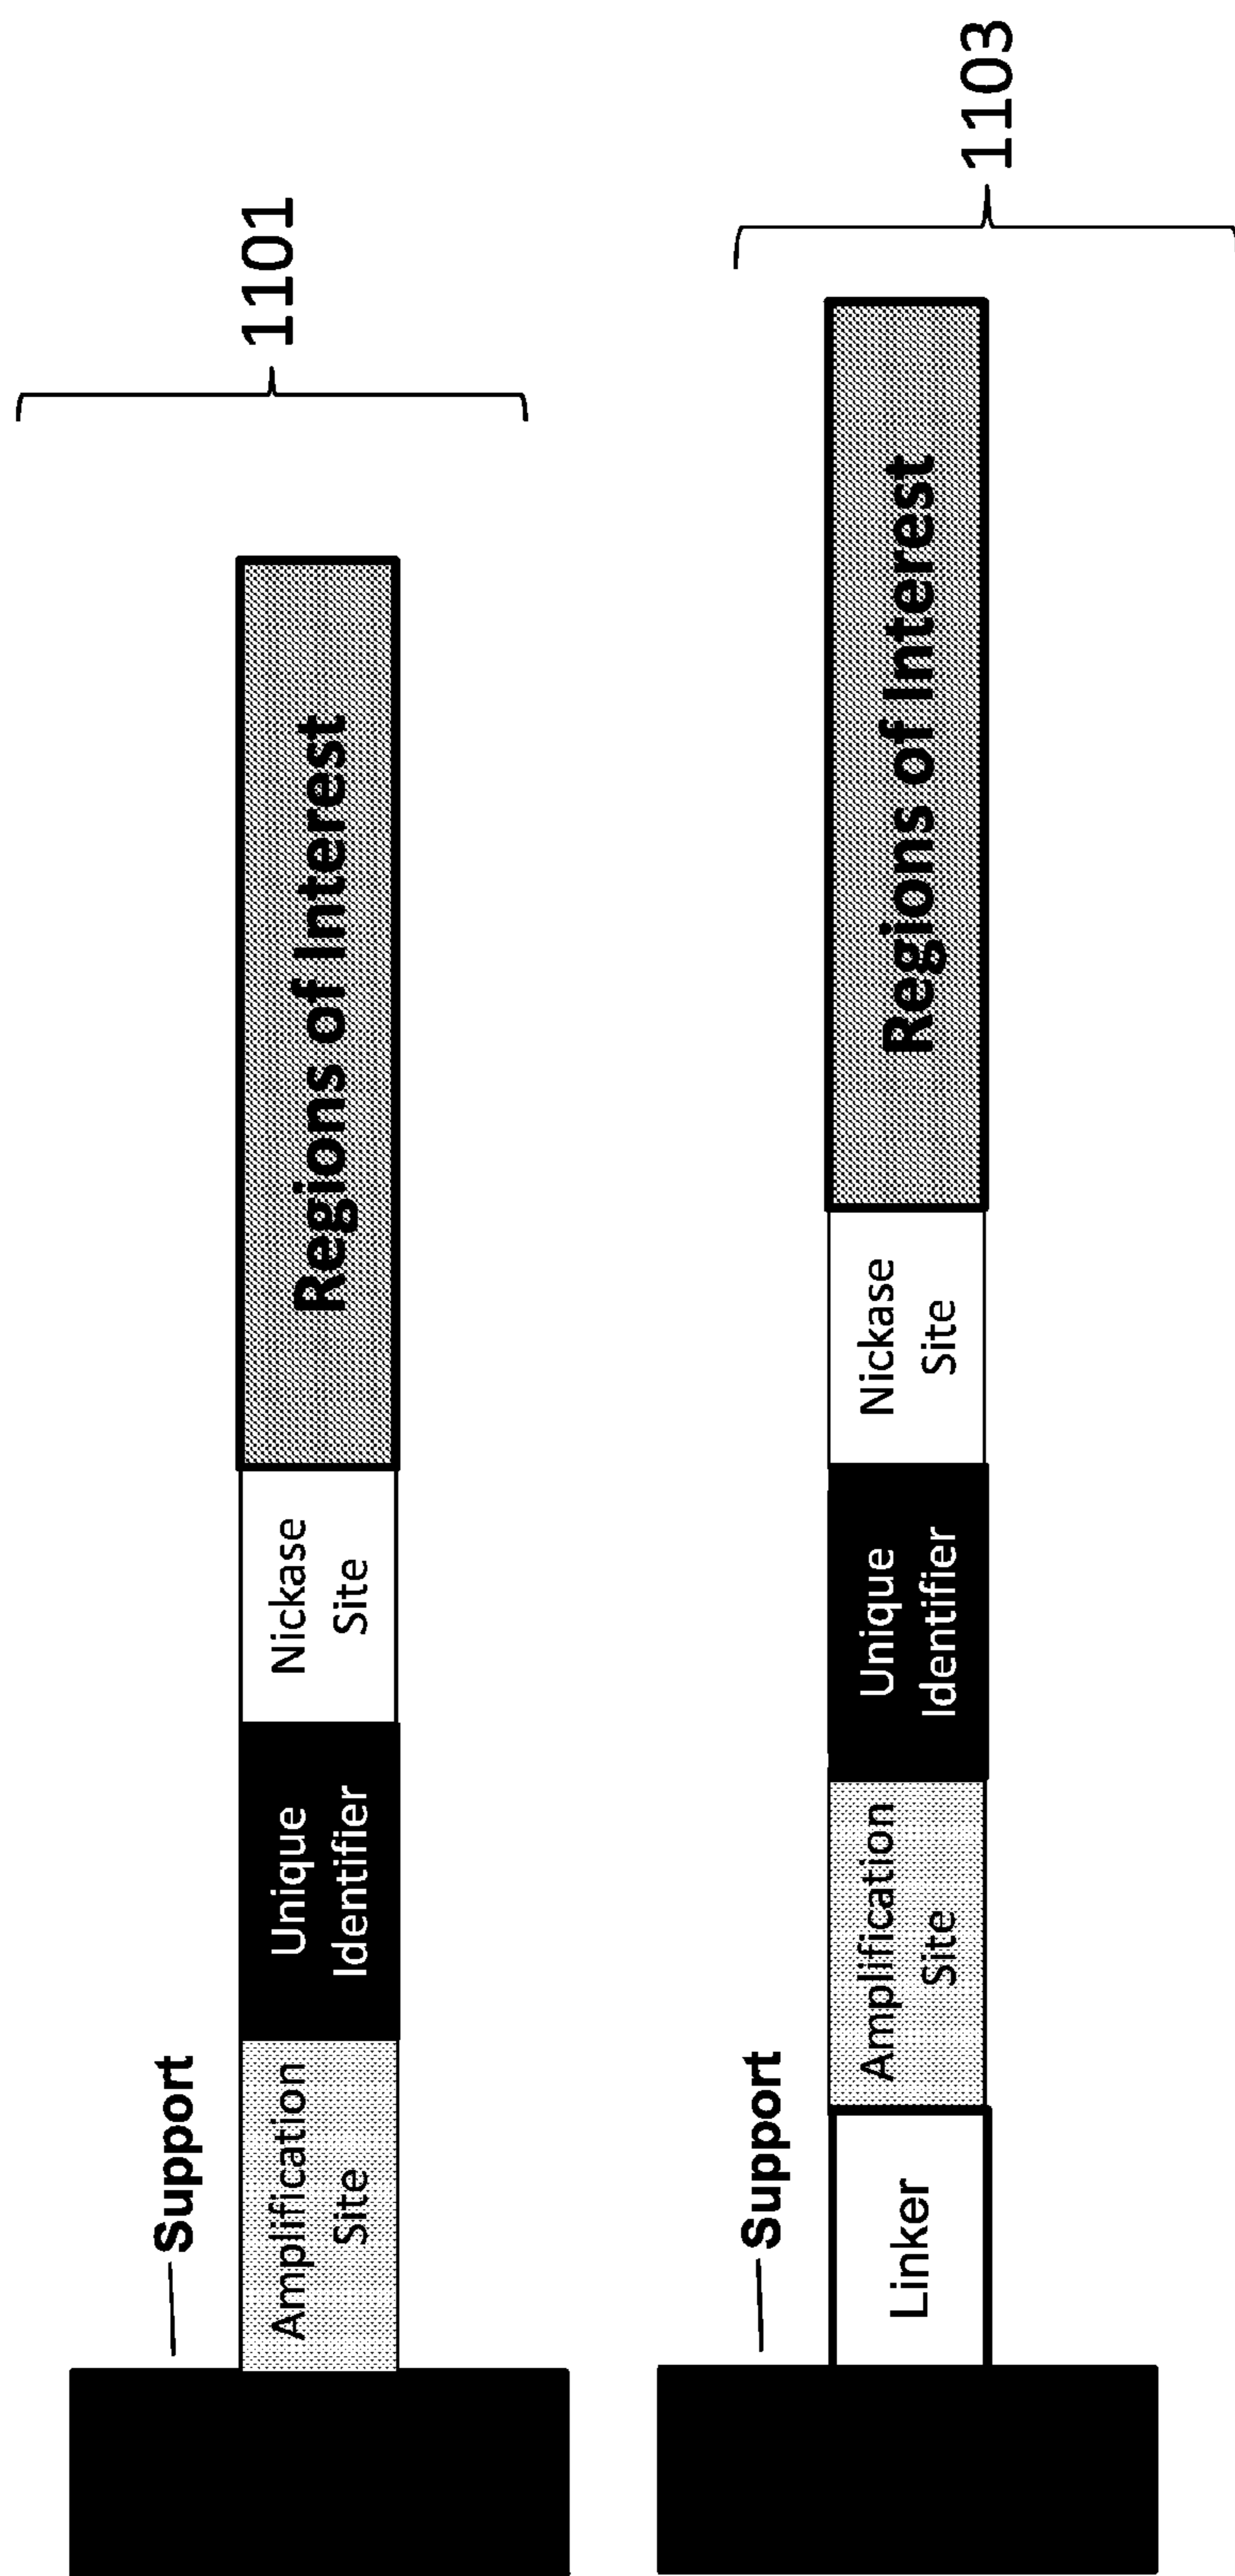 Support
Amplification
Site
Unique
Identifier
Nickase
Site
Regions of Interest
1101
Support
Linker
Amplification
Site
Unique
Identifier
Nickase
Site
Regions of Interest
1103